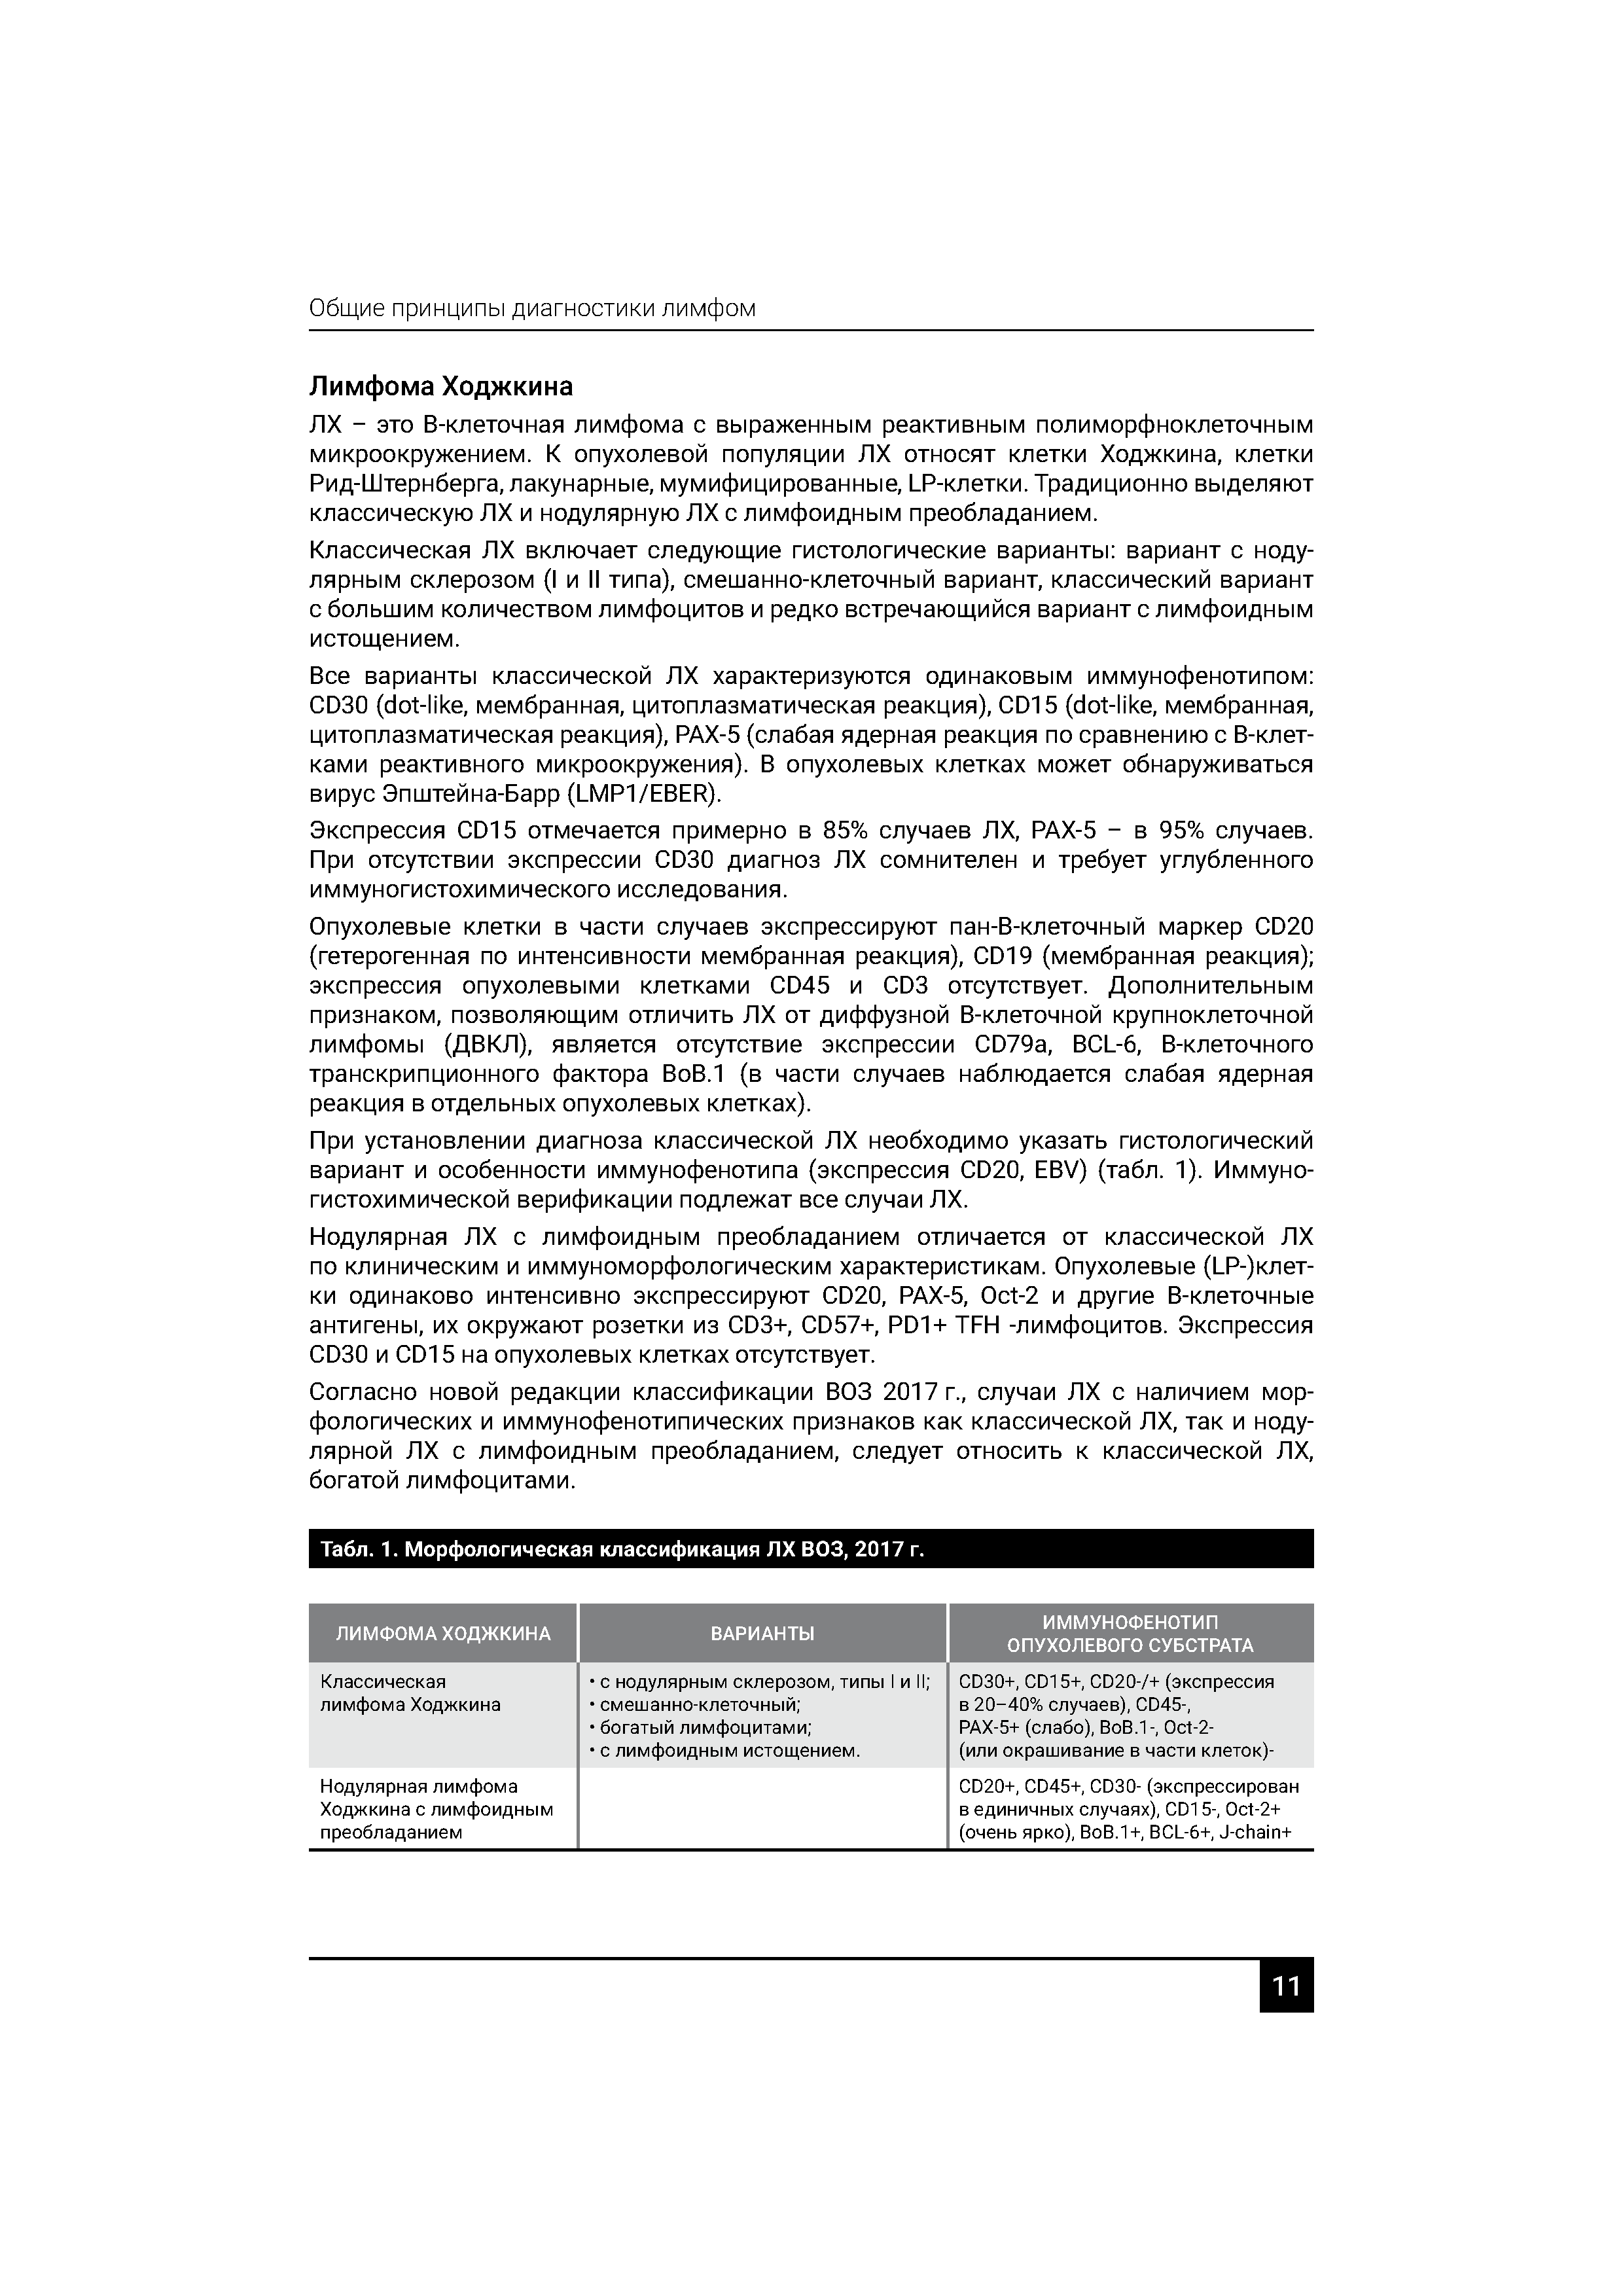 Общие принципы диагностики лимфом
Лимфома Ходжкина
ЛХ – это В-клеточная лимфома с выраженным реактивным полиморфноклеточным
микроокружением. К опухолевой популяции ЛХ относят клетки Ходжкина, клетки
Рид-Штернберга, лакунарные, мумифицированные, LP-клетки. Традиционно выделяют
классическую ЛХ и нодулярную ЛХ с лимфоидным преобладанием.
Классическая ЛХ включает следующие гистологические варианты: вариант с ноду-
лярным склерозом (I и II типа), смешанно-клеточный вариант, классический вариант
с большим количеством лимфоцитов и редко встречающийся вариант с лимфоидным
истощением.
Все варианты классической ЛХ характеризуются одинаковым иммунофенотипом:
CD30 (dot-like, мембранная, цитоплазматическая реакция), CD15 (dot-like, мембранная,
цитоплазматическая реакция), PAX-5 (слабая ядерная реакция по сравнению с В-клет-
ками реактивного микроокружения). В опухолевых клетках может обнаруживаться
вирус Эпштейна-Барр (LMP1/EBER).
Экспрессия CD15 отмечается примерно в 85% случаев ЛХ, PAX-5 – в 95% случаев.
При отсутствии экспрессии CD30 диагноз ЛХ сомнителен и требует углубленного
иммуногистохимического исследования.
Опухолевые клетки в части случаев экспрессируют пан-В-клеточный маркер CD20
(гетерогенная по интенсивности мембранная реакция), CD19 (мембранная реакция);
экспрессия опухолевыми клетками CD45 и CD3 отсутствует. Дополнительным
признаком, позволяющим отличить ЛХ от диффузной В-клеточной крупноклеточной
лимфомы (ДВКЛ), является отсутствие экспрессии CD79a, BCL-6, В-клеточного
транскрипционного фактора BoB.1 (в части случаев наблюдается слабая ядерная
реакция в отдельных опухолевых клетках).
При установлении диагноза классической ЛХ необходимо указать гистологический
вариант и особенности иммунофенотипа (экспрессия CD20, EBV) (табл. 1). Иммуно-
гистохимической верификации подлежат все случаи ЛХ.
Нодулярная ЛХ с лимфоидным преобладанием отличается от классической ЛХ
по клиническим и иммуноморфологическим характеристикам. Опухолевые (LP-)клет-
ки одинаково интенсивно экспрессируют CD20, PAX-5, Oct-2 и другие В-клеточные
антигены, их окружают розетки из CD3+, CD57+, PD1+ TFH -лимфоцитов. Экспрессия
CD30 и CD15 на опухолевых клетках отсутствует.
Согласно новой редакции классификации ВОЗ 2017 г., случаи ЛХ с наличием мор-
фологических и иммунофенотипических признаков как классической ЛХ, так и ноду-
лярной ЛХ с лимфоидным преобладанием, следует относить к классической ЛХ,
богатой лимфоцитами.
Табл. 1. Морфологическая классификация ЛХ ВОЗ, 2017 г.
ЛИМФОМА ХОДЖКИНА
ВАРИАНТЫ
ИММУНОФЕНОТИП
ОПУХОЛЕВОГО СУБСТРАТА
Классическая
лимфома Ходжкина
• с нодулярным склерозом, типы I и II;
• смешанно-клеточный;
• богатый лимфоцитами;
• с лимфоидным истощением.
CD30+, CD15+, CD20-/+ (экспрессия
в 20–40% случаев), CD45-,
PAX-5+ (слабо), BoB.1-, Oct-2-
(или окрашивание в части клеток)-
Нодулярная лимфома
Ходжкина с лимфоидным
преобладанием
CD20+, CD45+, CD30- (экспрессирован
в единичных случаях), CD15-, Oct-2+
(очень ярко), BoB.1+, BCL-6+, J-chain+
11